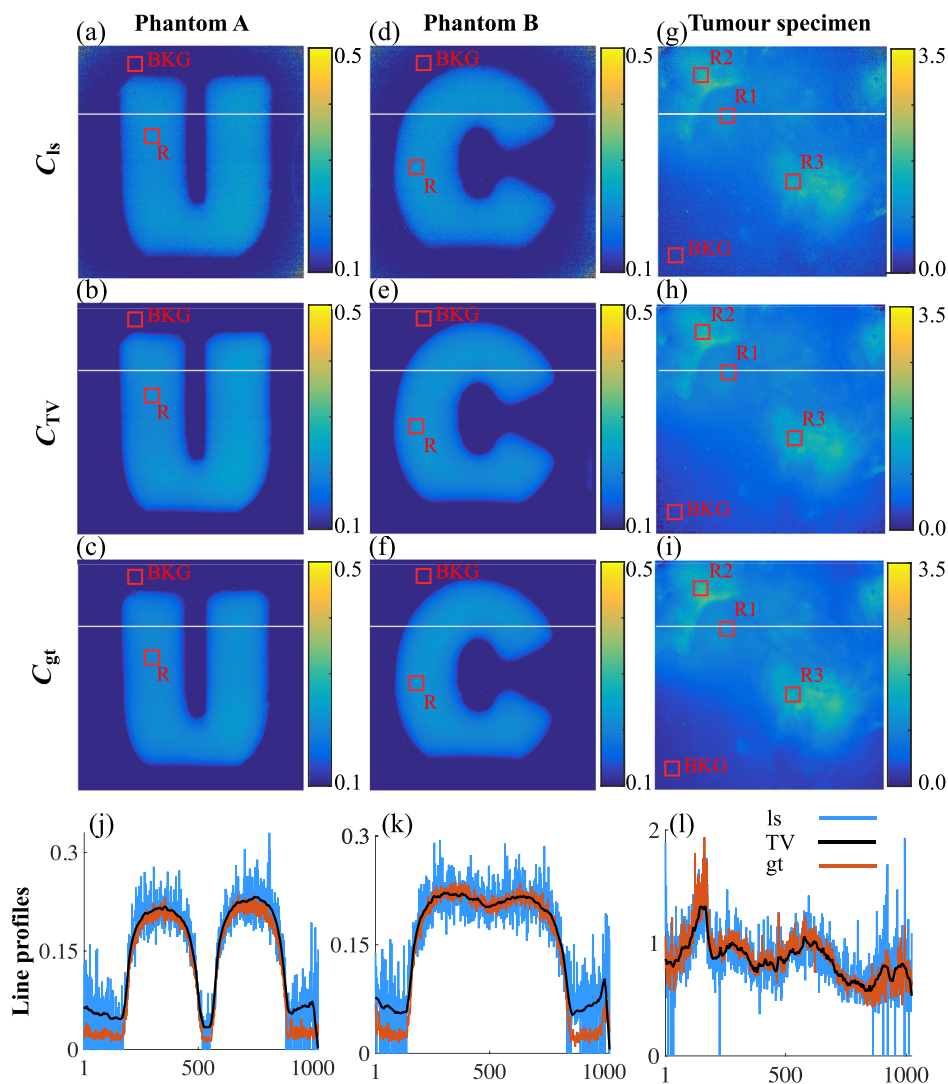 Phantom A
Phantom B
Tumour specimen
(a)
(d)
(g)
BKG
R
0.5
0.1
BKG
R
0.5
0.1
R2
R1
R3
BKG
3.5
0.0
C_ls
(b)
(e)
(h)
BKG
R
0.5
0.1
BKG
R
0.5
0.1
R2
R1
R3
BKG
3.5
0.0
C_TV
(c)
(f)
(i)
BKG
R
0.5
0.1
BKG
R
0.5
0.1
R2
R1
R3
BKG
3.5
0.0
C_gt
Line profiles
(j)
0.3
0.15
0
1
500
1000
(k)
0.3
0.15
0
1
500
1000
(l)
2
1
0
1
500
1000
ls
TV
gt